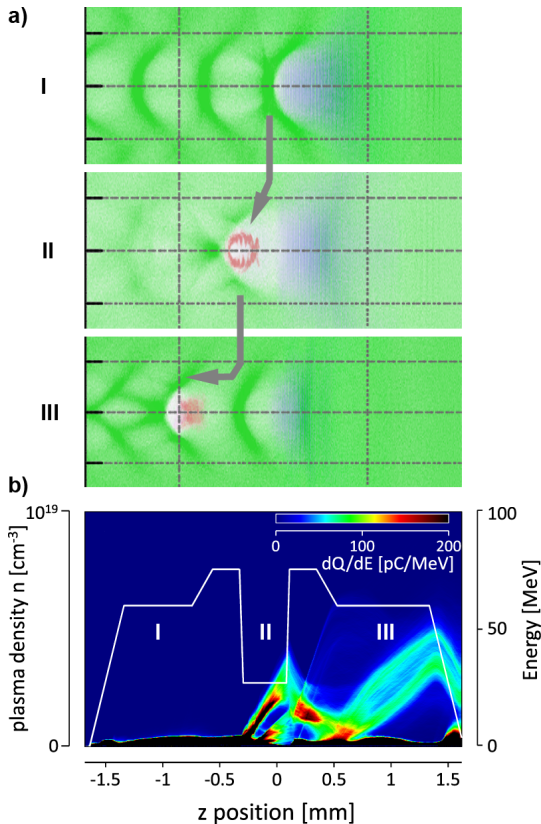 a)
I
II
III
b)
10¹⁹
100
0 100 200
dQ/dE [pC/MeV]
plasma density n [cm⁻³]
Energy [MeV]
I II III
50
0
0
-1.5 -1 -0.5 0 0.5 1 1.5
z position [mm]